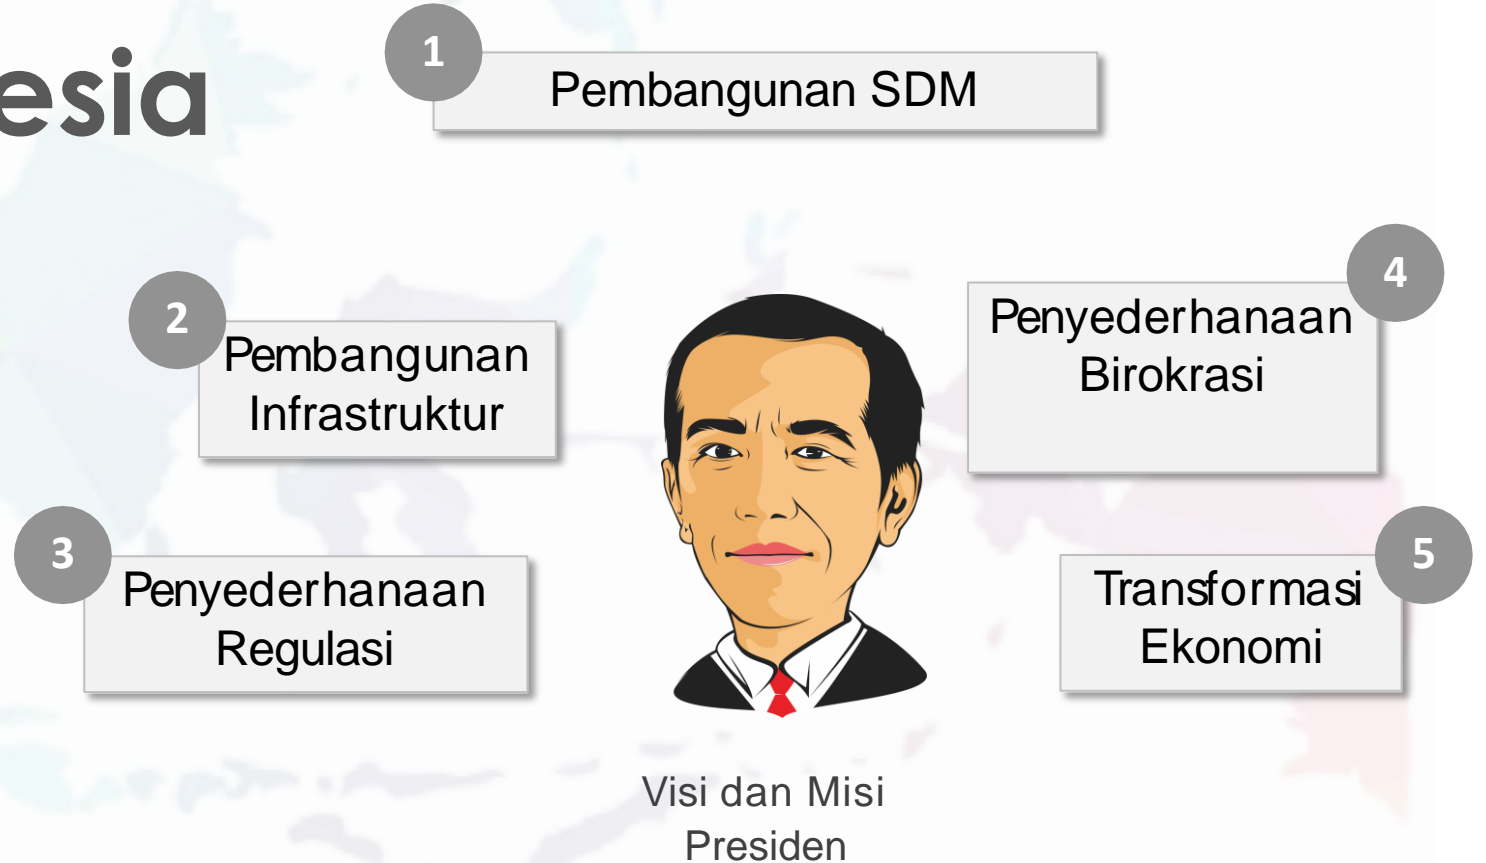 esia
1
Pembangunan SDM
2
Pembangunan
Infrastruktur
3
Penyederhanaan
Regulasi
4
Penyederhanaan
Birokrasi
5
Transformasi
Ekonomi
Visi dan Misi
Presiden